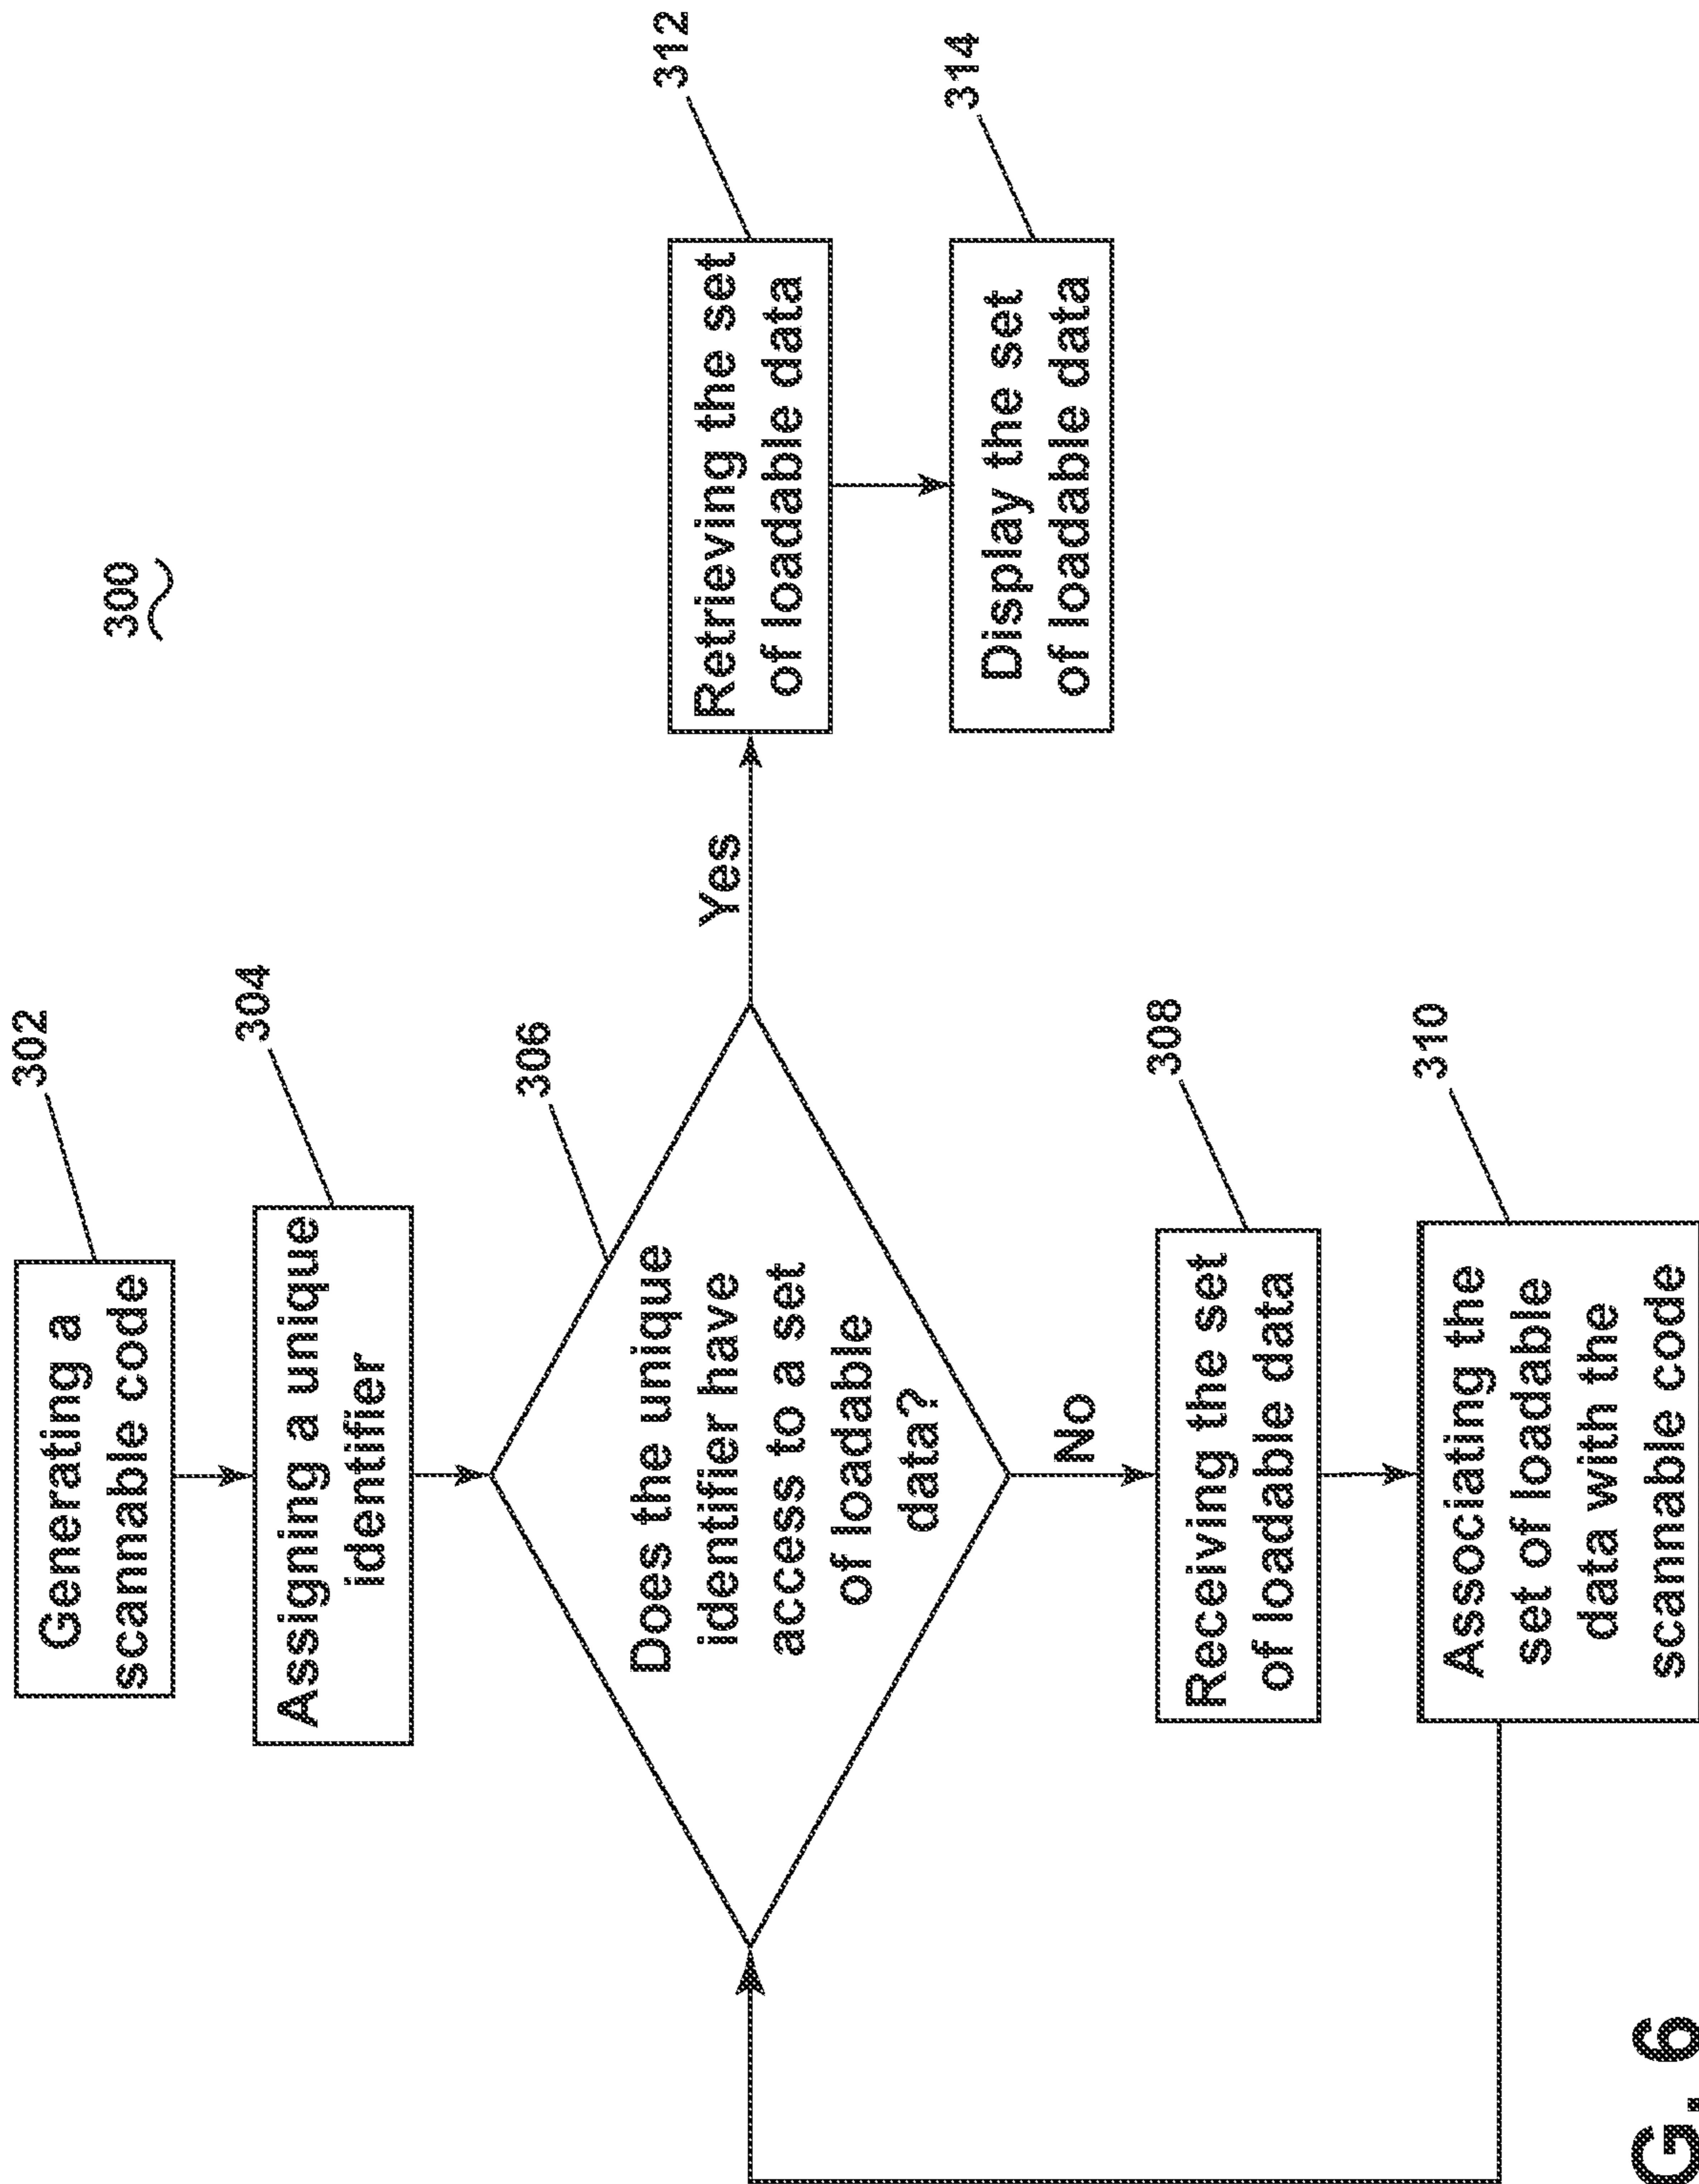 300
302
Generating a
scannable code
304
Assigning a unique
identifier
306
Does the unique
identifier have
access to a set
of loadable
data?
Yes
312
Retrieving the set
of loadable data
314
Display the set
of loadable data
No
308
Receiving the set
of loadable data
310
Associating the
set of loadable
data with the
scannable code
G. 6